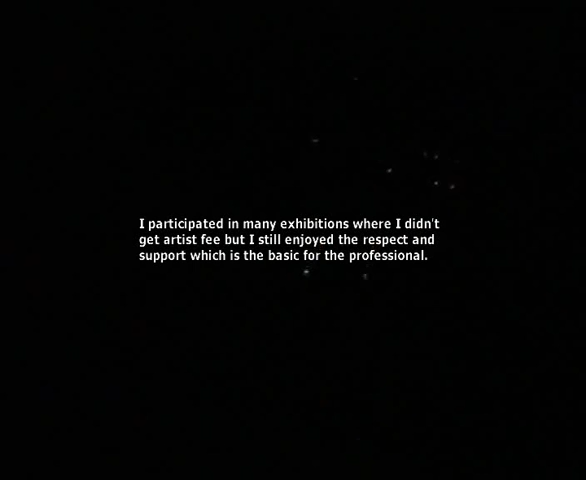 I participated in many exhibitions where I didn't
get artist fee but I still enjoyed the respect and
support which is the basic for the professional.